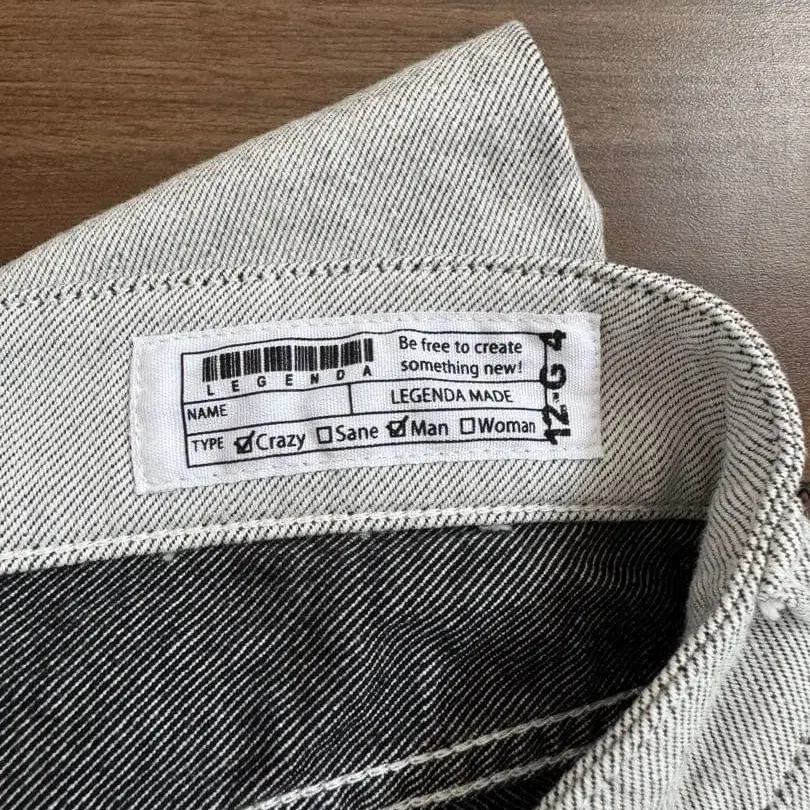 LEGENDA
Be free to create
something new!
NAME
LEGENDA MADE
TYPE ☑Crazy ☐Sane ☑Man ☐Woman
12-G4